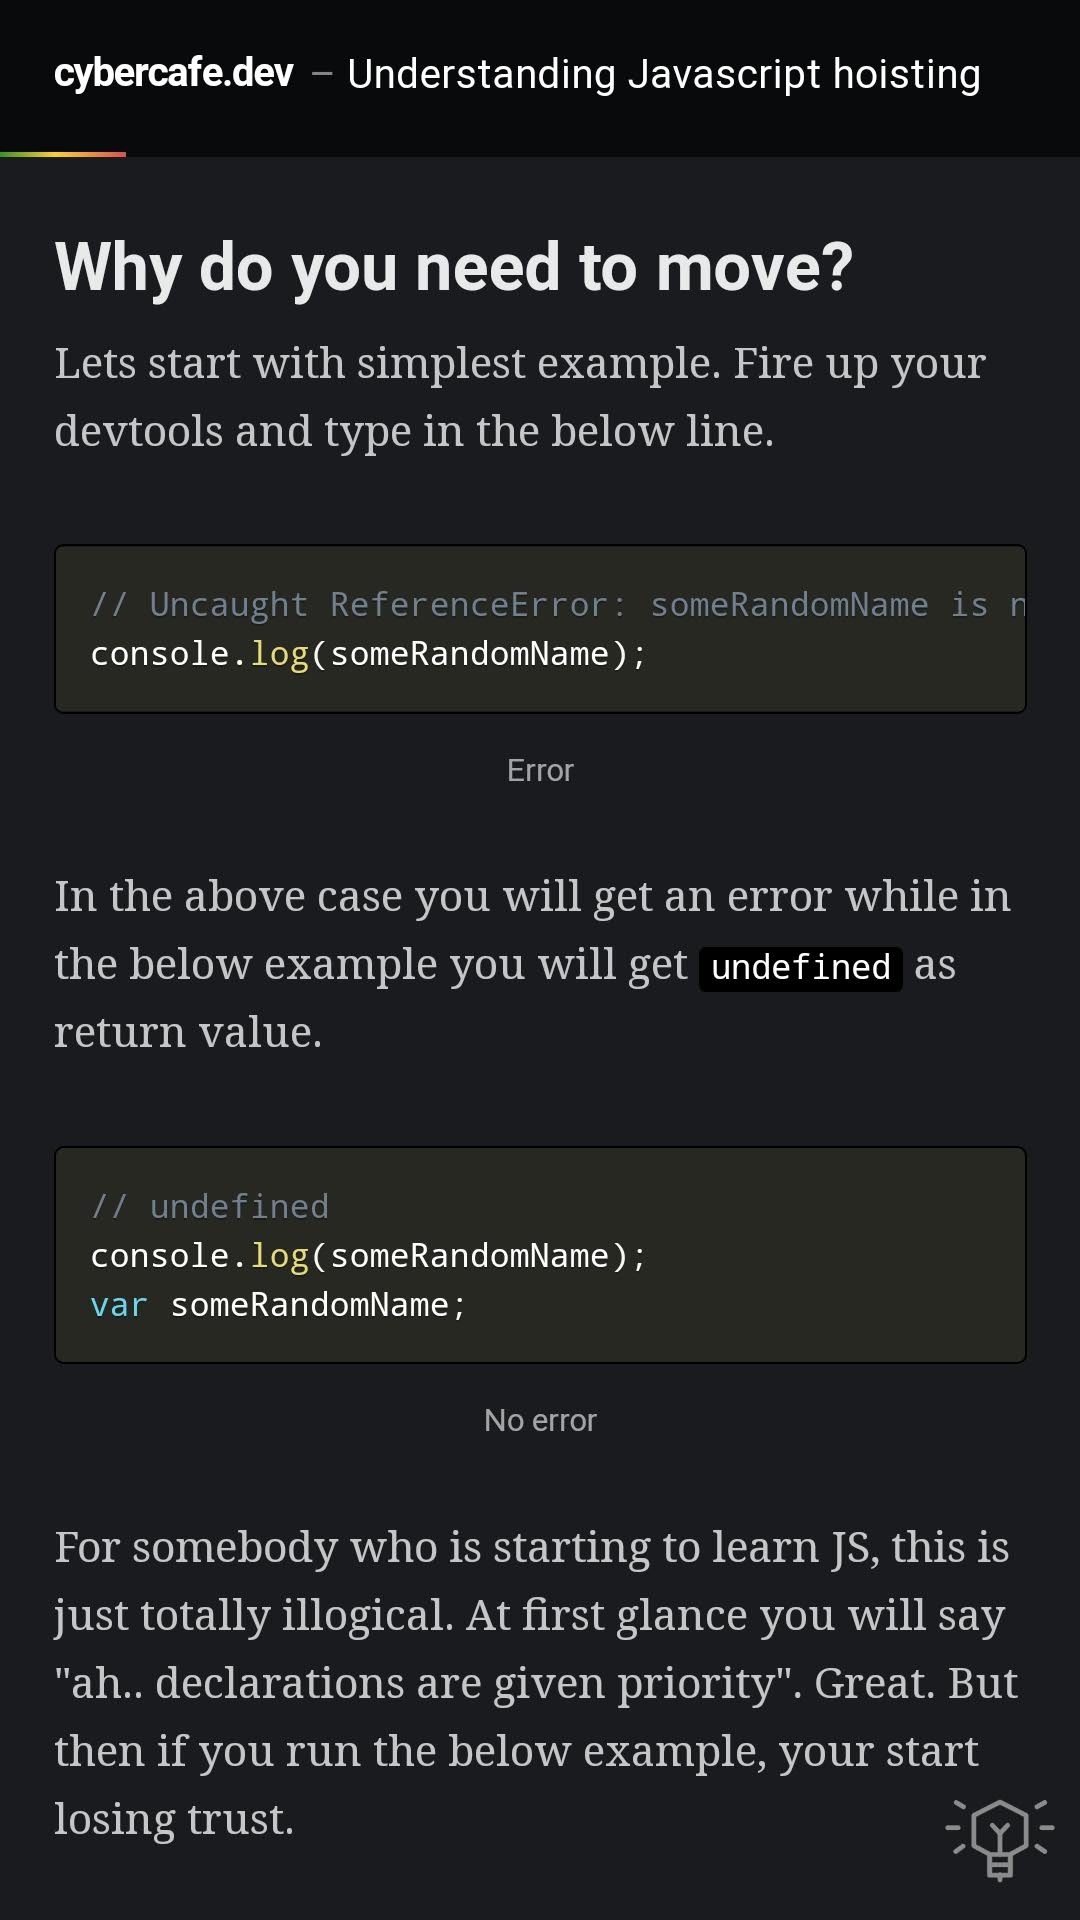 cybercafe.dev – Understanding Javascript hoisting
Why do you need to move?
Lets start with simplest example. Fire up your
devtools and type in the below line.
// Uncaught ReferenceError: someRandomName is n
console.log(someRandomName);
Error
In the above case you will get an error while in
the below example you will get undefined as
return value.
// undefined
console.log(someRandomName);
var someRandomName;
No error
For somebody who is starting to learn JS, this is
just totally illogical. At first glance you will say
"ah.. declarations are given priority". Great. But
then if you run the below example, your start
losing trust.